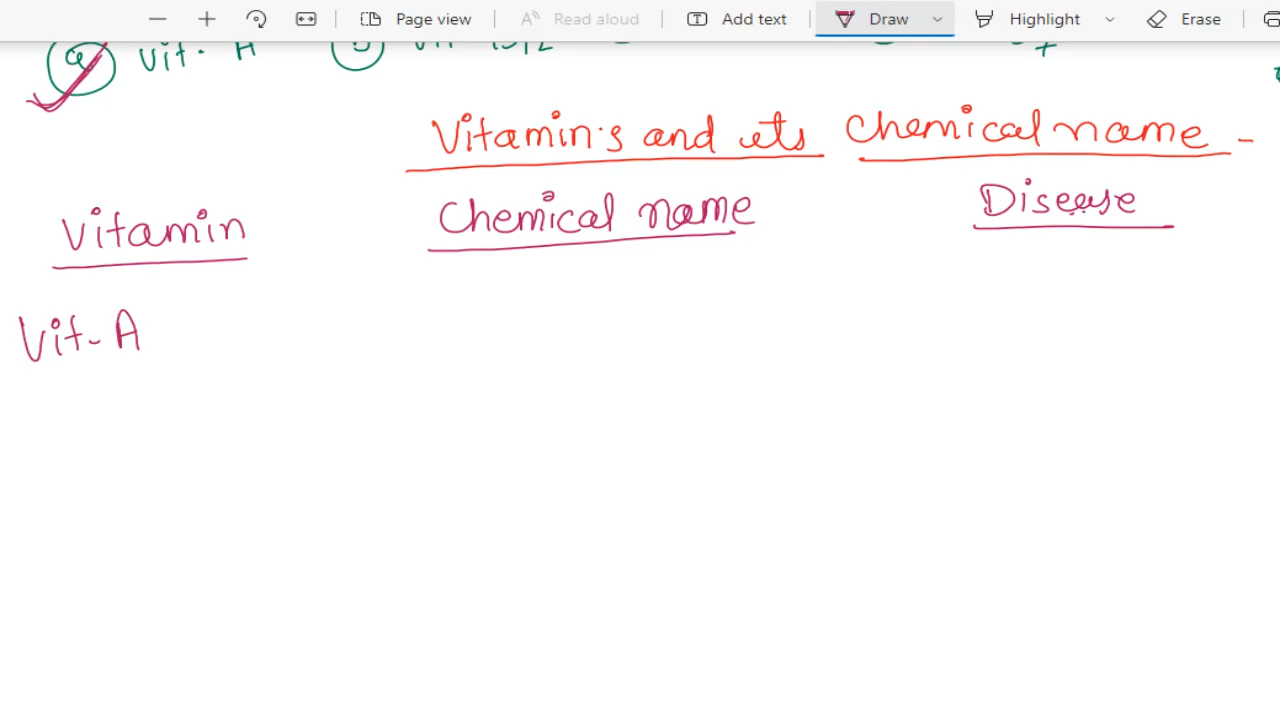 Page view Read aloud Add text Draw Highlight Erase
a Vit. A b
Vitamin's and its Chemical name -
Vitamin Chemical name Disease
Vit- A